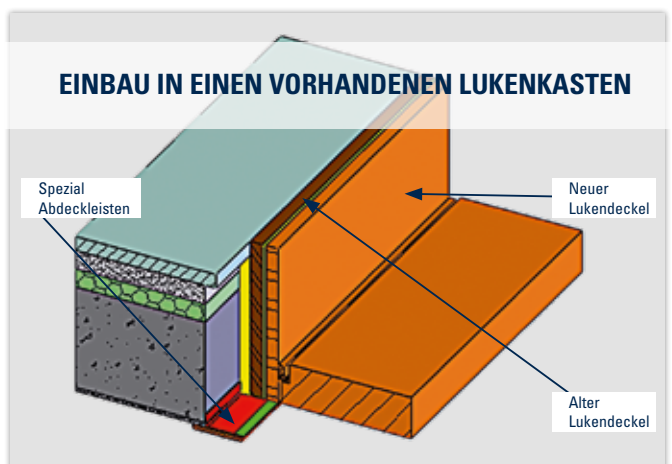 EINBAU IN EINEN VORHANDENEN LUKENKASTEN
Spezial
Abdeckleisten
Neuer
Lukendeckel
Alter
Lukendeckel